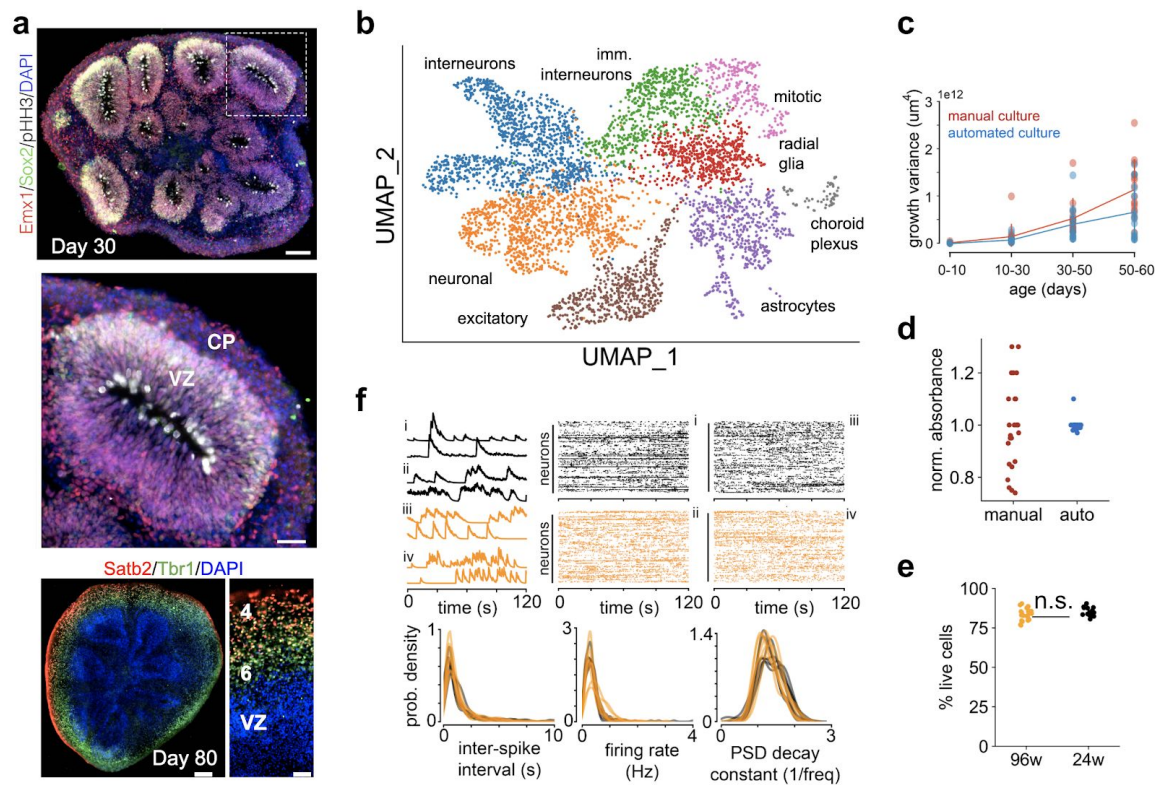 a
Emx1/Sox2/pHH3/DAPI
Day 30
CP
VZ
Satb2/Tbr1/DAPI
Day 80
4
6
VZ
b
interneurons
imm.
interneurons
mitotic
radial
glia
choroid
plexus
astrocytes
neuronal
excitatory
UMAP_2
UMAP_1
c
1e12
growth variance (um⁴)
3
2
1
0
manual culture
automated culture
0-10
10-30
30-50
50-60
age (days)
d
norm. absorbance
1.2
1.0
0.8
manual
auto
e
% live cells
100
75
50
25
0
n.s.
96w
24w
f
i
ii
iii
iv
0
120
time (s)
neurons
i
neurons
ii
0
120
time (s)
iii
iv
0
120
time (s)
prob. density
1
0
0
10
inter-spike
interval (s)
3
0
0
4
firing rate
(Hz)
1.4
0
0
3
PSD decay
constant (1/freq)